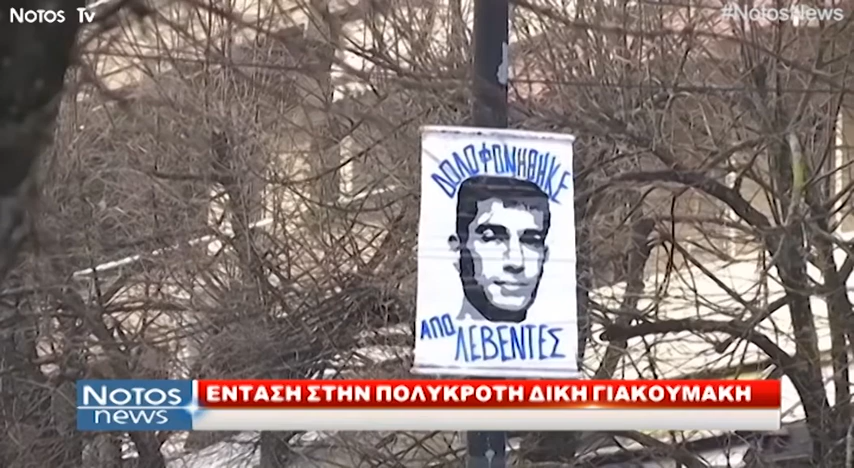 NOTOS TV
#NotosNews
ΔΟΛΟΦΟΝΗΘΗΚΕ
ΑΠΟ
ΛΕΒΕΝΤΕΣ
NOTOS
news
ΕΝΤΑΣΗ ΣΤΗΝ ΠΟΛΥΚΡΟΤΗ ΔΙΚΗ ΓΙΑΚΟΥΜΑΚΗ